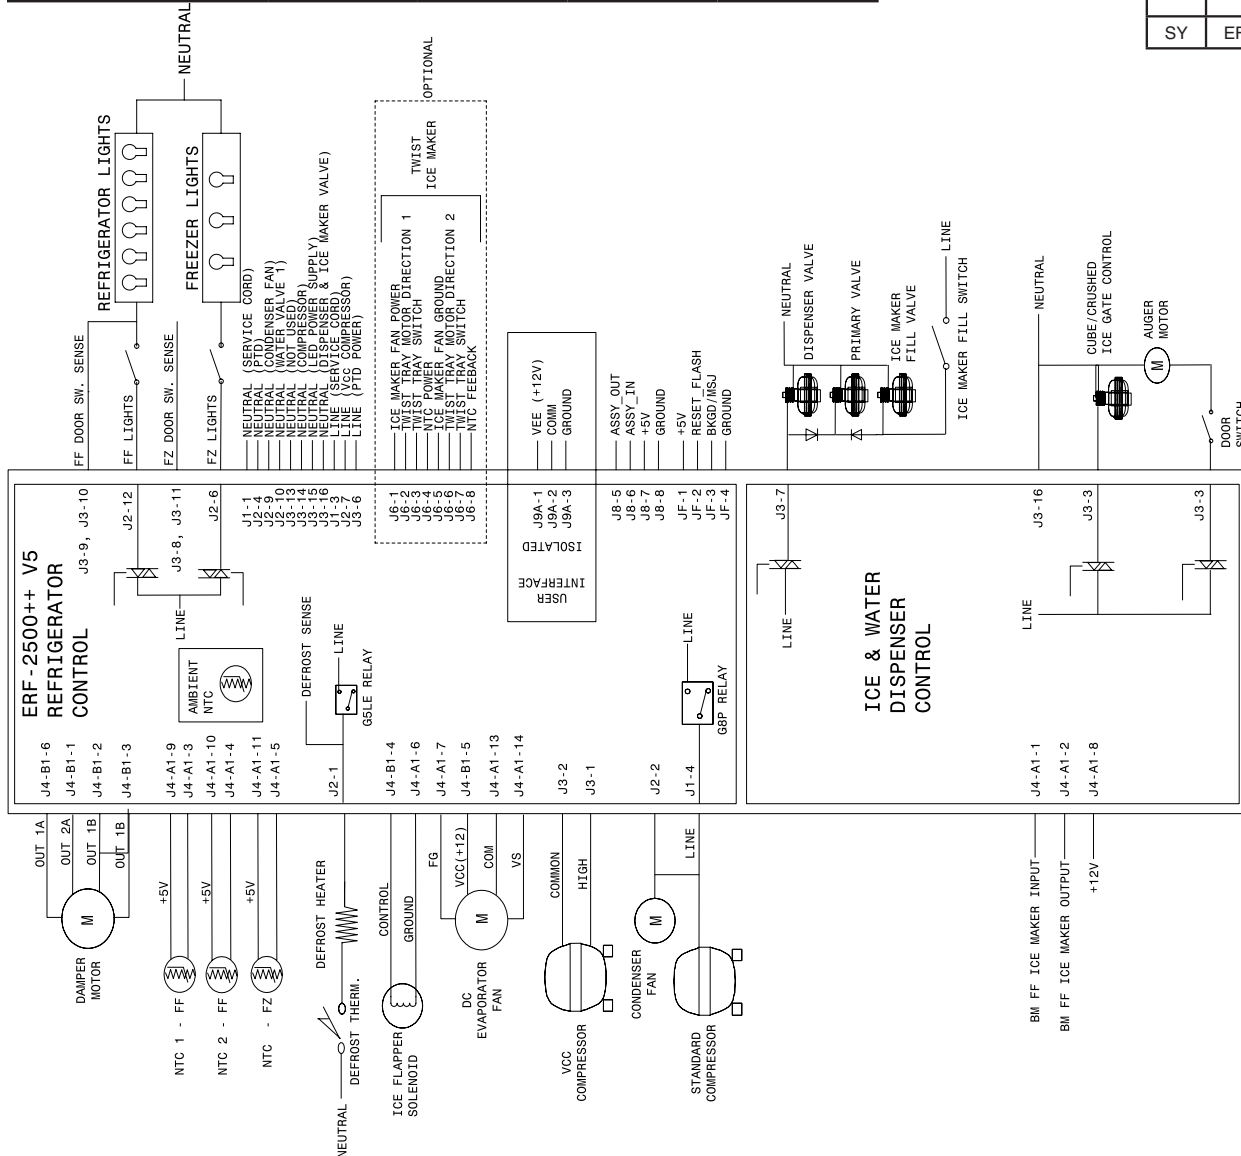 SY
NEUTRAL
REFRIGERATOR LIGHTS
FREEZER LIGHTS
FF DOOR SW. SENSE
FF LIGHTS
FZ DOOR SW. SENSE
FZ LIGHTS
NEUTRAL (SERVICE CORD)
NEUTRAL (PTD)
NEUTRAL (CONDENSER FAN)
NEUTRAL (WATER VALVE 1)
NEUTRAL (NOT USED)
NEUTRAL (COMPRESSOR)
NEUTRAL (LED POWER SUPPLY)
NEUTRAL (DISPENSER & ICE MAKER VALVE)
LINE (SERVICE CORD)
LINE (Vcc COMPRESSOR)
LINE (PTD POWER)
OPTIONAL
TWIST
ICE MAKER
ICE MAKER FAN POWER
TWIST TRAY MOTOR DIRECTION 1
TWIST TRAY SWITCH
NTC POWER
ICE MAKER FAN GROUND
TWIST TRAY MOTOR DIRECTION 2
TWIST TRAY SWITCH
NTC FEEBACK
VEE (+12V)
COMM
GROUND
ASSY_OUT
ASSY_IN
+5V
GROUND
+5V
RESET_FLASH
BKGD/MSJ
GROUND
NEUTRAL
DISPENSER VALVE
PRIMARY VALVE
ICE MAKER
FILL VALVE
LINE
ICE MAKER FILL SWITCH
NEUTRAL
CUBE/CRUSHED
ICE GATE CONTROL
AUGER
MOTOR
M
DOOR
SWITCH
ERF-2500++ V5
REFRIGERATOR
CONTROL
J3-9, J3-10
J2-12
J3-8, J3-11
J2-6
LINE
J1-1
J2-4
J2-9
J2-10
J3-13
J3-14
J3-15
J3-16
J1-3
J2-7
J3-6
J6-1
J6-2
J6-3
J6-4
J6-5
J6-6
J6-7
J6-8
J9A-1
J9A-2
J9A-3
ISOLATED
USER
INTERFACE
J8-5
J8-6
J8-7
J8-8
JF-1
JF-2
JF-3
JF-4
AMBIENT
NTC
DEFROST SENSE
LINE
G5LE RELAY
LINE
G8P RELAY
J4-B1-6
J4-B1-1
J4-B1-2
J4-B1-3
J4-A1-9
J4-A1-3
J4-A1-10
J4-A1-4
J4-A1-11
J4-A1-5
J2-1
J4-B1-4
J4-A1-6
J4-A1-7
J4-B1-5
J4-A1-13
J4-A1-14
J3-2
J3-1
J2-2
J1-4
ICE & WATER
DISPENSER
CONTROL
J3-7
LINE
J3-16
J3-3
J3-3
LINE
J4-A1-1
J4-A1-2
J4-A1-8
OUT 1A
OUT 2A
OUT 1B
OUT 1B
M
DAMPER
MOTOR
+5V
+5V
+5V
NTC 1 - FF
NTC 2 - FF
NTC - FZ
DEFROST HEATER
DEFROST THERM.
NEUTRAL
CONTROL
GROUND
ICE FLAPPER
SOLENOID
FG
VCC(+12)
COM
VS
M
DC
EVAPORATOR
FAN
COMMON
HIGH
VCC
COMPRESSOR
LINE
M
CONDENSER
FAN
STANDARD
COMPRESSOR
BM FF ICE MAKER INPUT
BM FF ICE MAKER OUTPUT
+12V